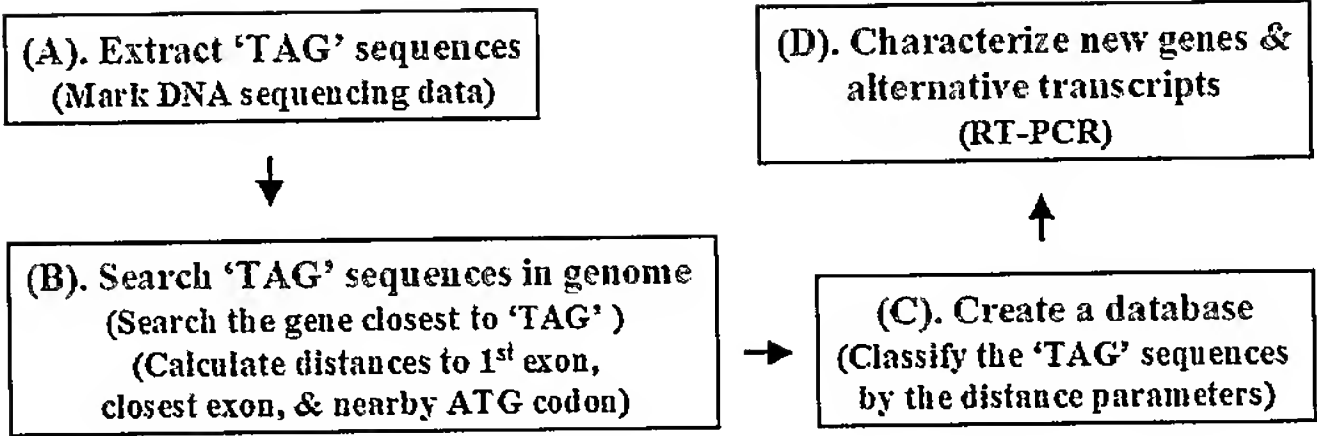 (A). Extract ‘TAG’ sequences
(Mark DNA sequencing data)
(B). Search ‘TAG’ sequences in genome
(Search the gene closest to ‘TAG’ )
(Calculate distances to 1st exon,
closest exon, & nearby ATG codon)
(C). Create a database
(Classify the ‘TAG’ sequences
by the distance parameters)
(D). Characterize new genes &
alternative transcripts
(RT-PCR)